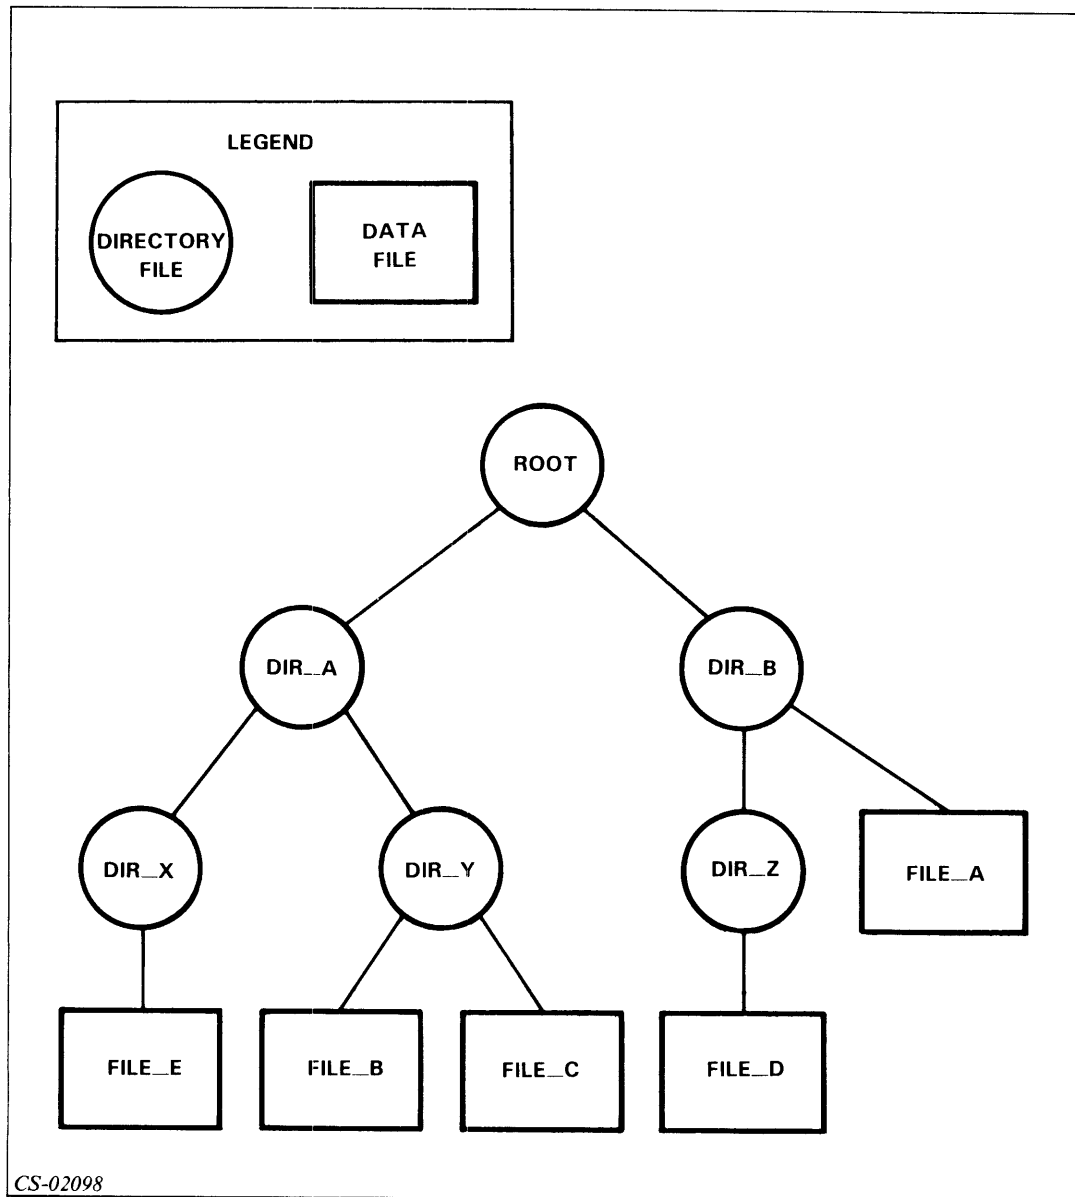 LEGEND
DIRECTORY
FILE
DATA
FILE
ROOT
DIR_A
DIR_B
DIR_X
DIR_Y
DIR_Z
FILE_A
FILE_E
FILE_B
FILE_C
FILE_D
CS-02098